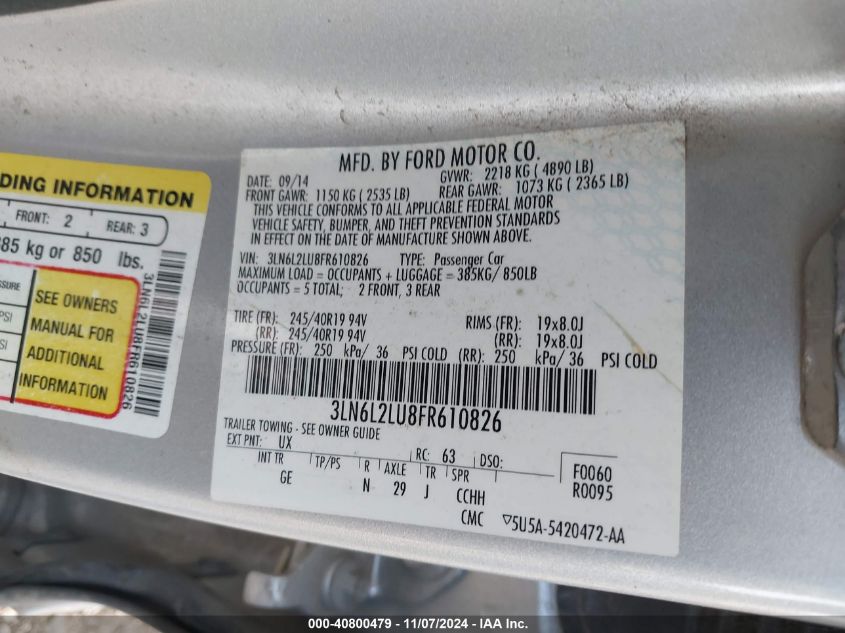 DING INFORMATION
FRONT: 2 REAR: 3
385 kg or 850 lbs.
SSURE
PSI
SI
SEE OWNERS
MANUAL FOR
ADDITIONAL
INFORMATION
3LN6L2LU8FR610826
MFD. BY FORD MOTOR CO.
DATE: 09/14 GVWR: 2218 KG ( 4890 LB)
FRONT GAWR: 1150 KG ( 2535 LB) REAR GAWR: 1073 KG ( 2365 LB)
THIS VEHICLE CONFORMS TO ALL APPLICABLE FEDERAL MOTOR
VEHICLE SAFETY, BUMPER, AND THEFT PREVENTION STANDARDS
IN EFFECT ON THE DATE OF MANUFACTURE SHOWN ABOVE.
VIN: 3LN6L2LU8FR610826 TYPE: Passenger Car
MAXIMUM LOAD = OCCUPANTS + LUGGAGE = 385KG/ 850LB
OCCUPANTS = 5 TOTAL; 2 FRONT, 3 REAR
TIRE (FR): 245/40R19 94V RIMS (FR): 19x8.0J
(RR): 245/40R19 94V (RR): 19x8.0J
PRESSURE (FR): 250 kPa/ 36 PSI COLD (RR): 250 kPa/ 36 PSI COLD
3LN6L2LU8FR610826
TRAILER TOWING - SEE OWNER GUIDE
EXT PNT: UX RC: 63 DSO: F0060
INT TR TP/PS R AXLE TR SPR R0095
GE N 29 J CCHH
CMC ▽5U5A-5420472-AA
000-40800479 - 11/07/2024 - IAAI.com.